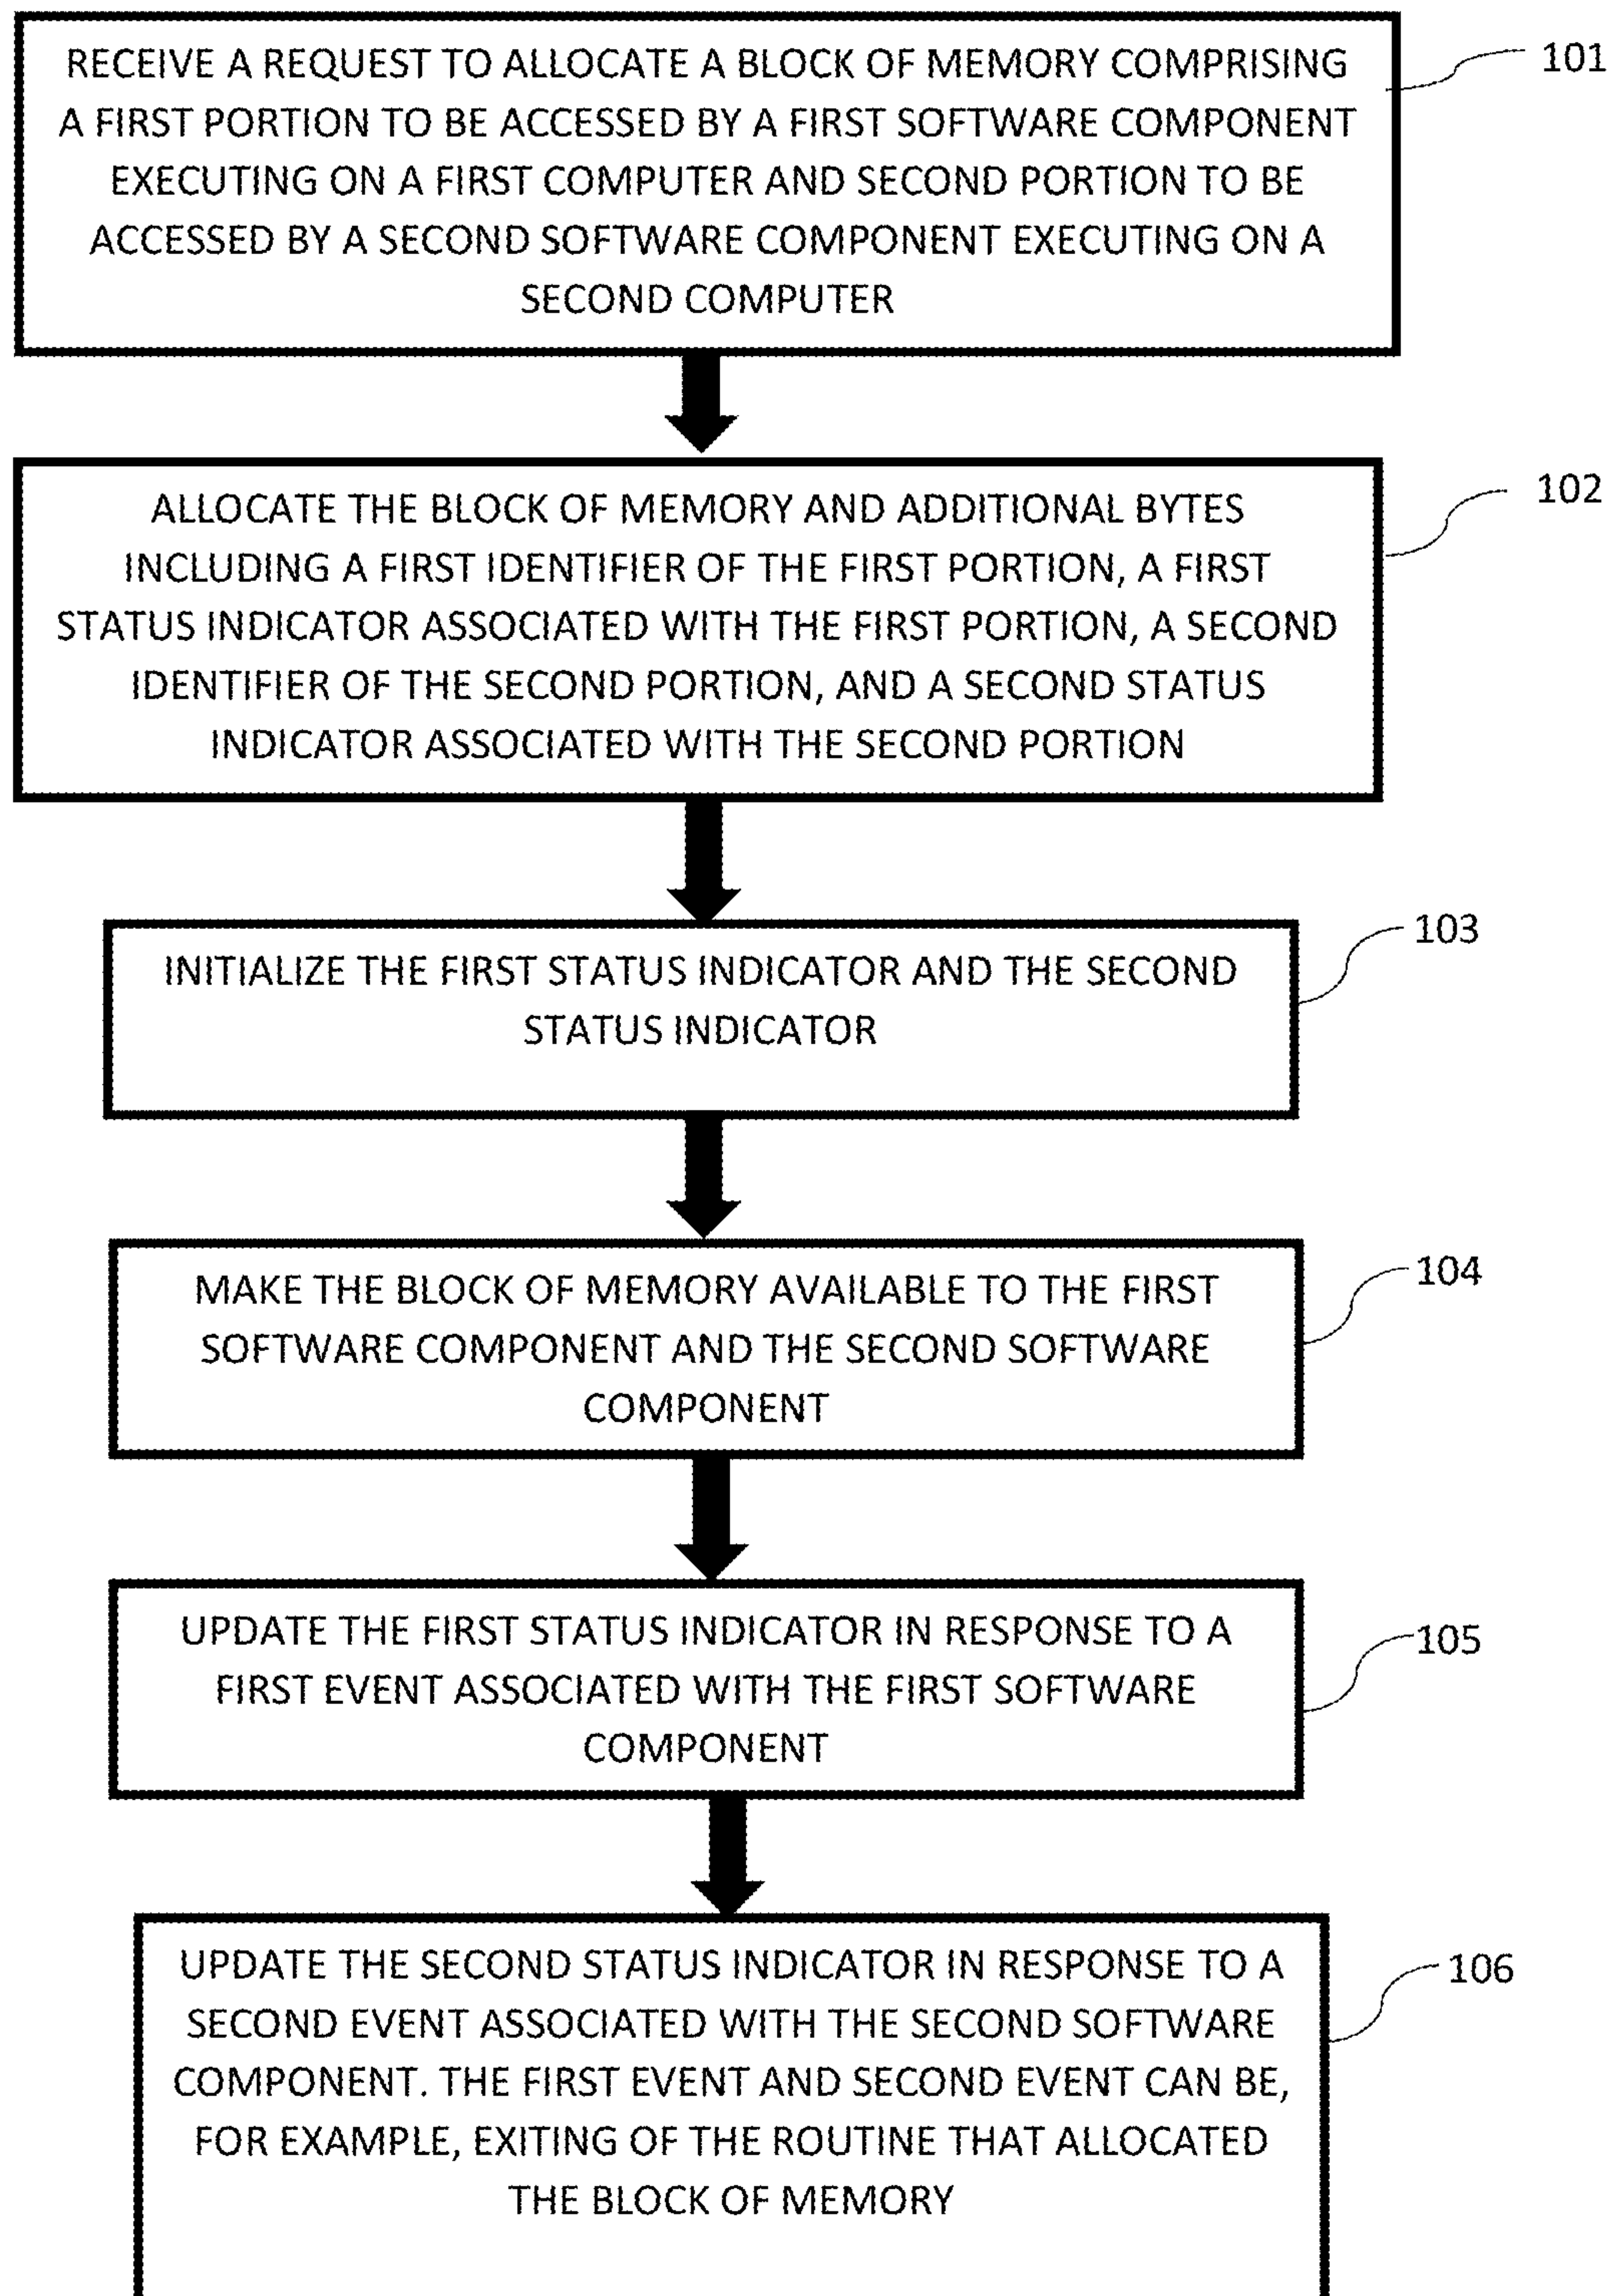 RECEIVE A REQUEST TO ALLOCATE A BLOCK OF MEMORY COMPRISING
A FIRST PORTION TO BE ACCESSED BY A FIRST SOFTWARE COMPONENT
EXECUTING ON A FIRST COMPUTER AND SECOND PORTION TO BE
ACCESSED BY A SECOND SOFTWARE COMPONENT EXECUTING ON A
SECOND COMPUTER
101
ALLOCATE THE BLOCK OF MEMORY AND ADDITIONAL BYTES
INCLUDING A FIRST IDENTIFIER OF THE FIRST PORTION, A FIRST
STATUS INDICATOR ASSOCIATED WITH THE FIRST PORTION, A SECOND
IDENTIFIER OF THE SECOND PORTION, AND A SECOND STATUS
INDICATOR ASSOCIATED WITH THE SECOND PORTION
102
INITIALIZE THE FIRST STATUS INDICATOR AND THE SECOND
STATUS INDICATOR
103
MAKE THE BLOCK OF MEMORY AVAILABLE TO THE FIRST
SOFTWARE COMPONENT AND THE SECOND SOFTWARE
COMPONENT
104
UPDATE THE FIRST STATUS INDICATOR IN RESPONSE TO A
FIRST EVENT ASSOCIATED WITH THE FIRST SOFTWARE
COMPONENT
105
UPDATE THE SECOND STATUS INDICATOR IN RESPONSE TO A
SECOND EVENT ASSOCIATED WITH THE SECOND SOFTWARE
COMPONENT. THE FIRST EVENT AND SECOND EVENT CAN BE,
FOR EXAMPLE, EXITING OF THE ROUTINE THAT ALLOCATED
THE BLOCK OF MEMORY
106